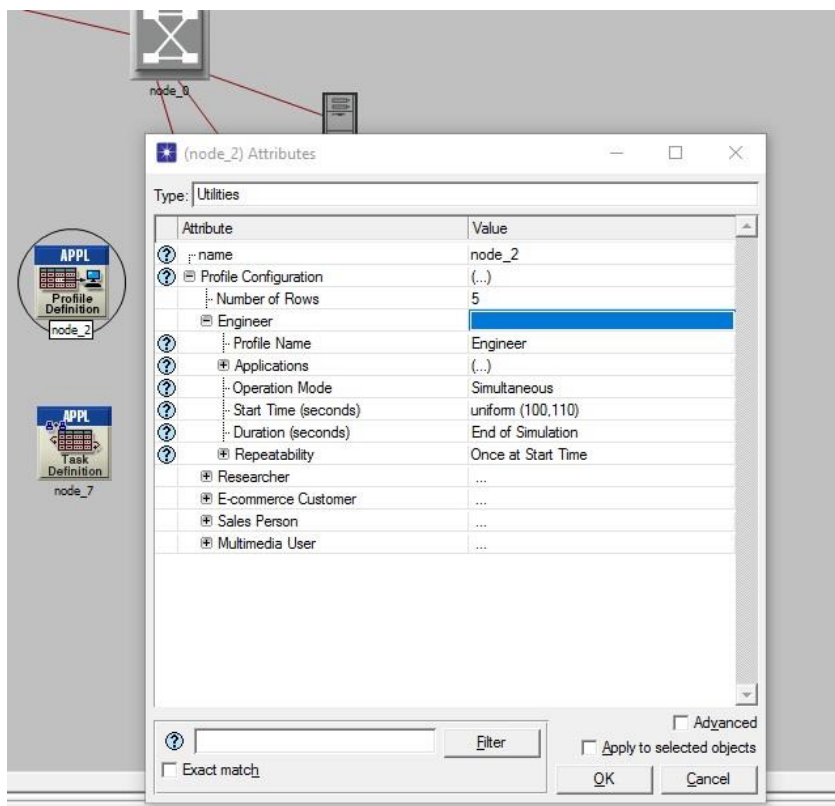 node_0
(node_2) Attributes
Type: Utilities
Attribute Value
name node_2
Profile Configuration (...)
Number of Rows 5
Engineer
Profile Name Engineer
Applications (...)
Operation Mode Simultaneous
Start Time (seconds) uniform (100,110)
Duration (seconds) End of Simulation
Repeatability Once at Start Time
Researcher ...
E-commerce Customer ...
Sales Person ...
Multimedia User ...
Advanced
Filter
Apply to selected objects
Exact match
OK Cancel
APPL
Profile
Definition
node_2
APPL
Task
Definition
node_7